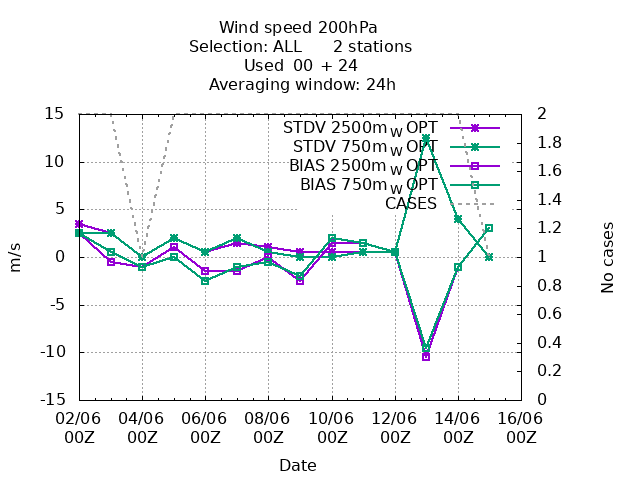 Wind speed 200hPa
Selection: ALL 2 stations
Used 00 + 24
Averaging window: 24h
STDV 2500m_W OPT
STDV 750m_W OPT
BIAS 2500m_W OPT
BIAS 750m_W OPT
CASES
15
10
5
0
-5
-10
-15
m/s
2
1.8
1.6
1.4
1.2
1
0.8
0.6
0.4
0.2
0
No cases
02/06 04/06 06/06 08/06 10/06 12/06 14/06 16/06
00Z 00Z 00Z 00Z 00Z 00Z 00Z 00Z
Date